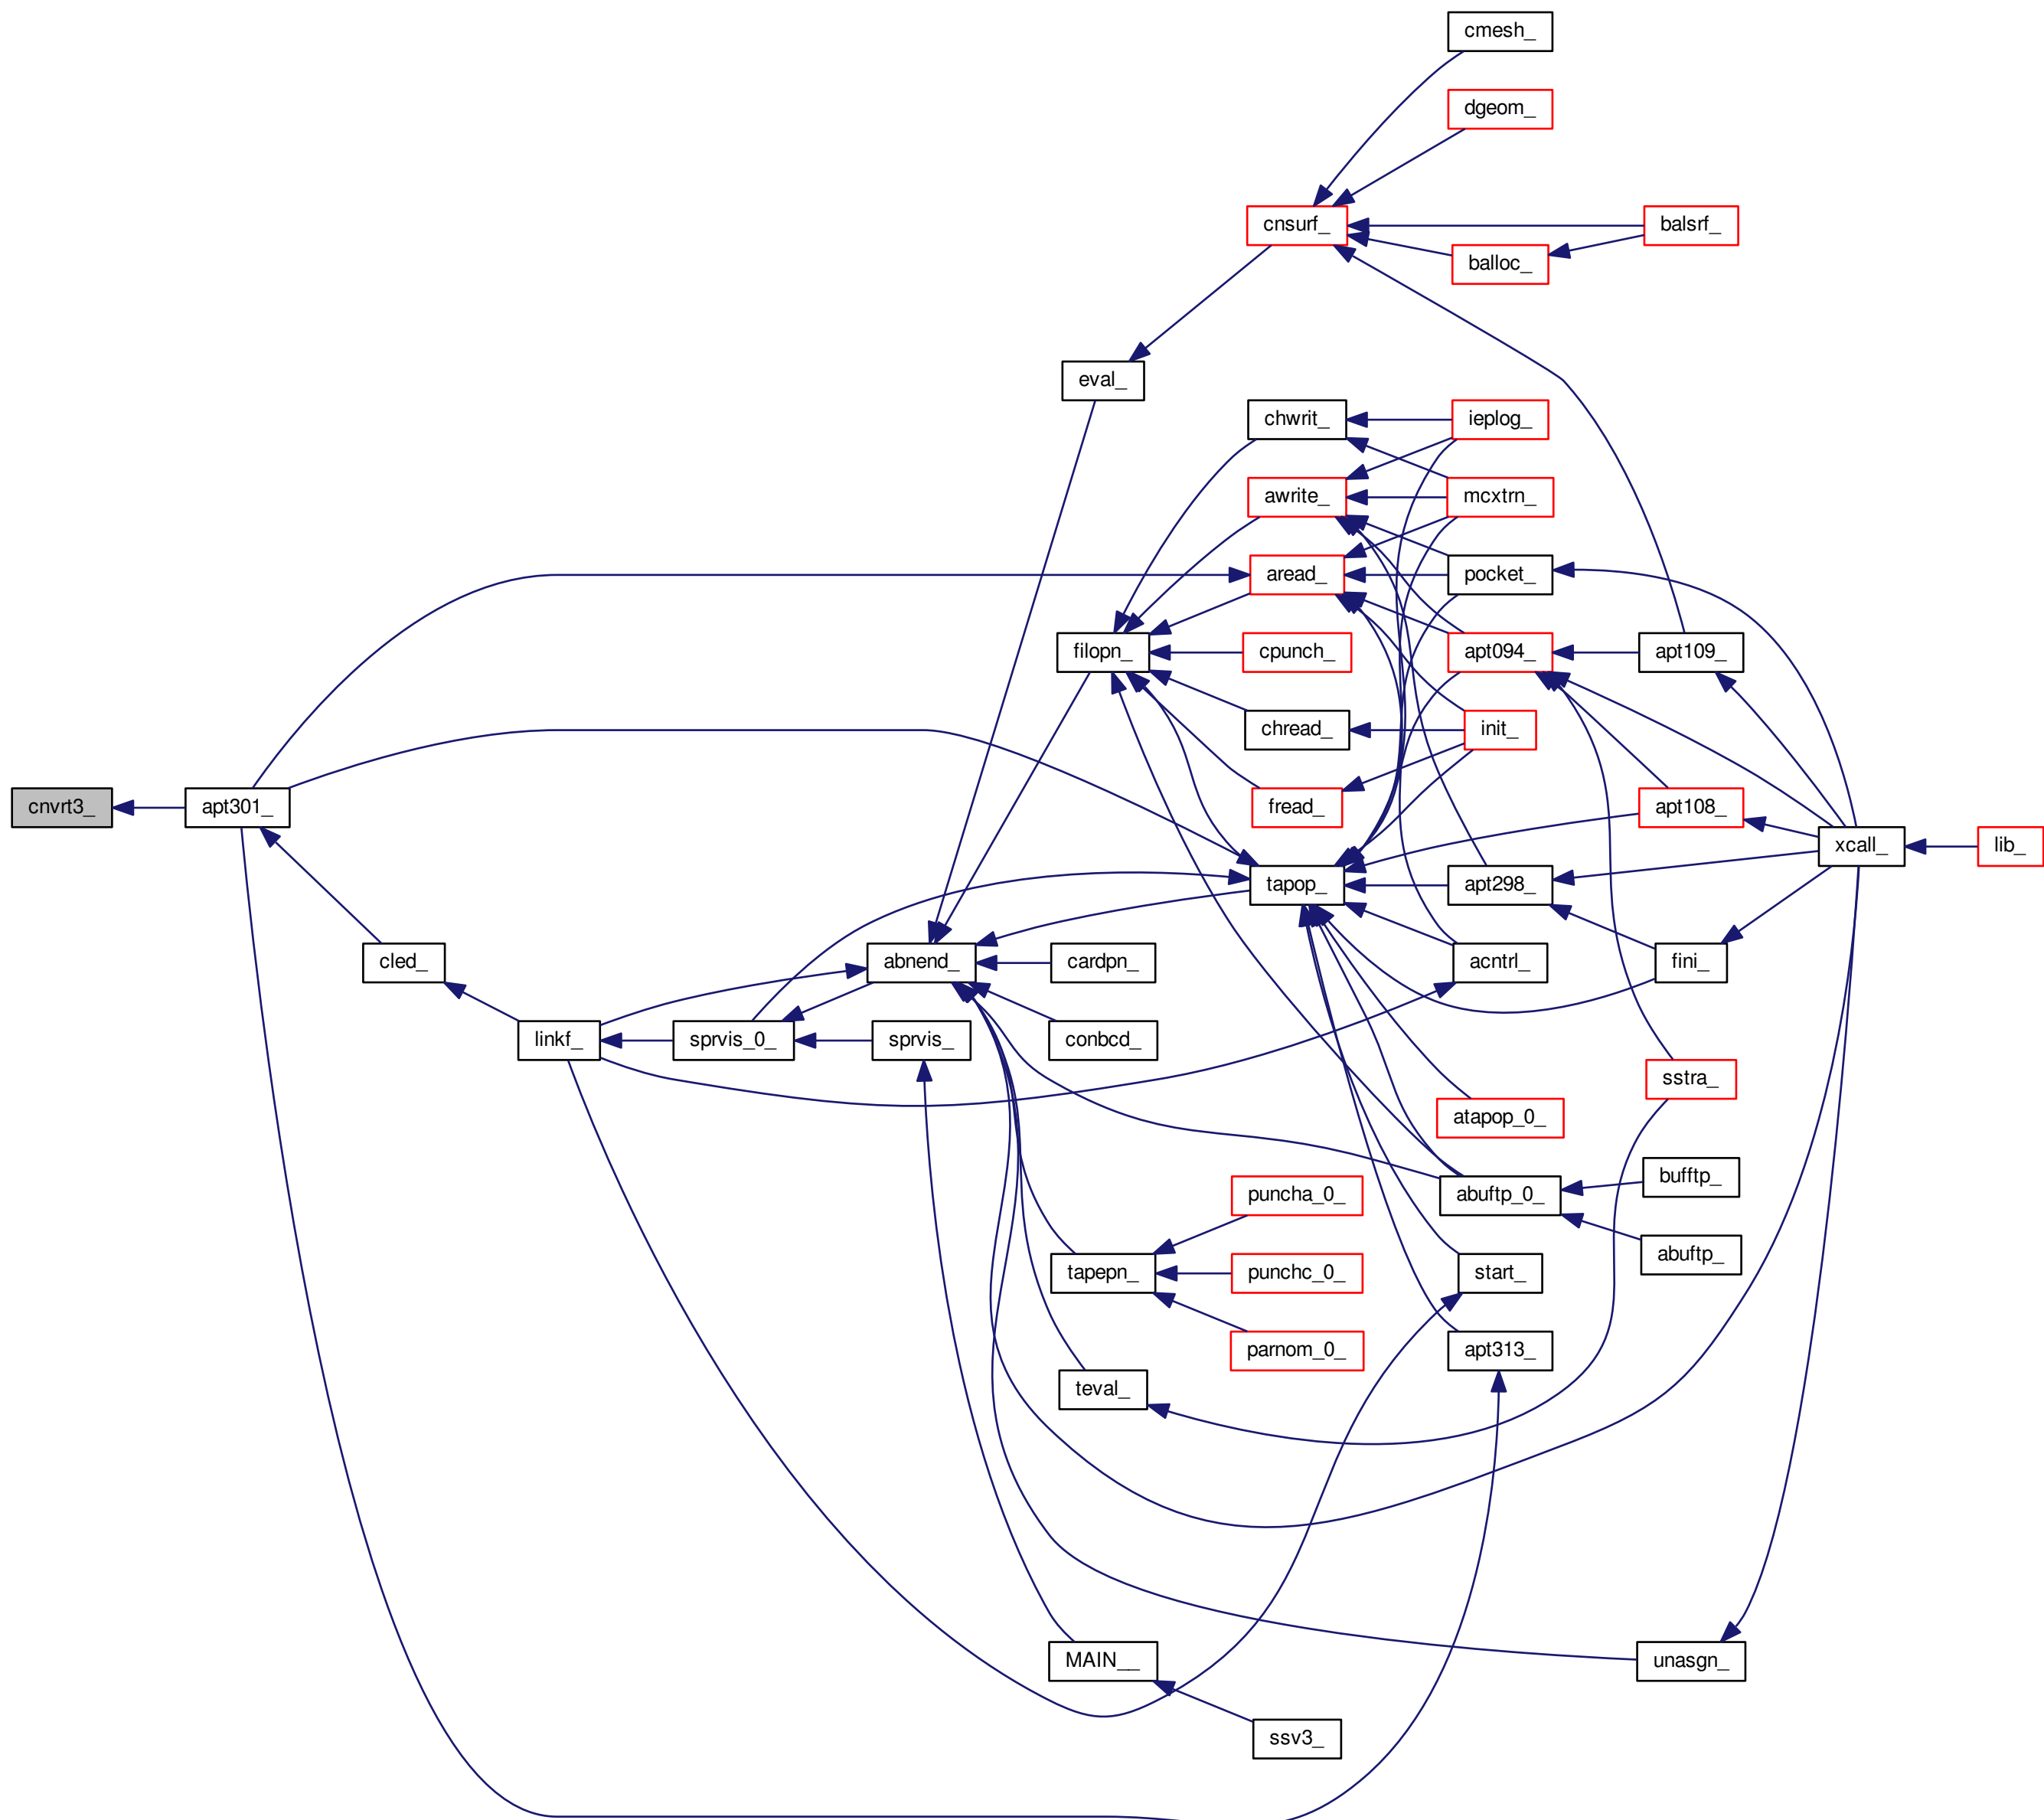 cmesh_
dgeom_
cnsurf_
balsrf_
balloc_
eval_
chwrit_
ieplog_
awrite_
mcxtrn_
aread_
pocket_
filopn_
cpunch_
apt094_
apt109_
chread_
init_
cnvrt3_
apt301_
fread_
apt108_
xcall_
lib_
tapop_
apt298_
cled_
abnend_
cardpn_
acntrl_
fini_
linkf_
sprvis_0_
sprvis_
conbcd_
sstra_
atapop_0_
bufftp_
puncha_0_
abuftp_0_
abuftp_
tapepn_
punchc_0_
start_
parnom_0_
apt313_
teval_
MAIN__
unasgn_
ssv3_